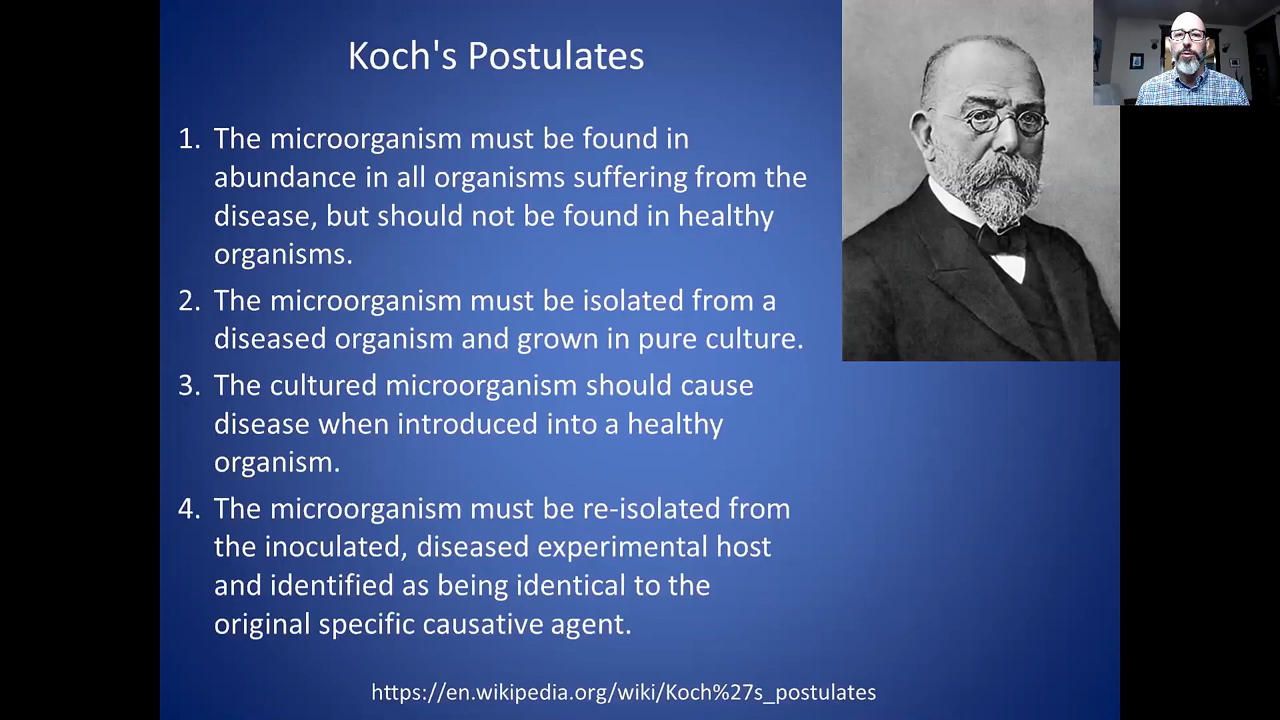 Koch's Postulates
1. The microorganism must be found in
abundance in all organisms suffering from the
disease, but should not be found in healthy
organisms.
2. The microorganism must be isolated from a
diseased organism and grown in pure culture.
3. The cultured microorganism should cause
disease when introduced into a healthy
organism.
4. The microorganism must be re-isolated from
the inoculated, diseased experimental host
and identified as being identical to the
original specific causative agent.
https://en.wikipedia.org/wiki/Koch%27s_postulates